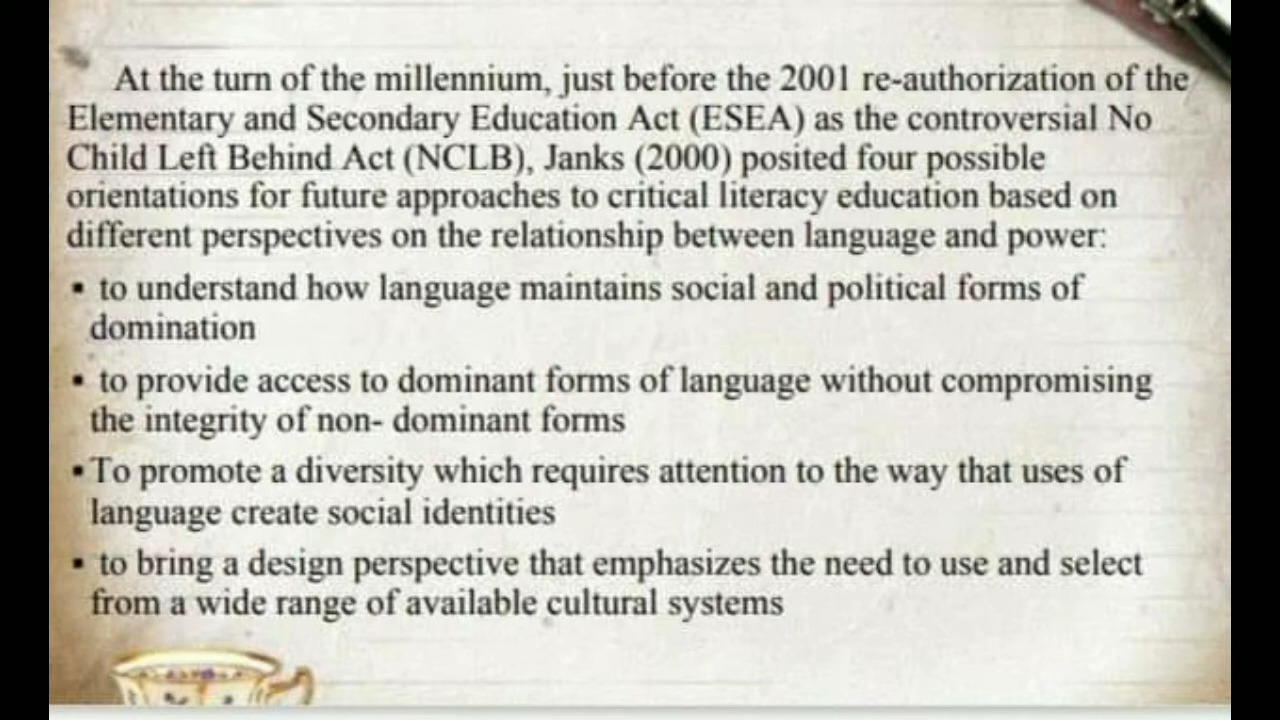 At the turn of the millennium, just before the 2001 re-authorization of the
Elementary and Secondary Education Act (ESEA) as the controversial No
Child Left Behind Act (NCLB), Janks (2000) posited four possible
orientations for future approaches to critical literacy education based on
different perspectives on the relationship between language and power:
▪ to understand how language maintains social and political forms of
domination
▪ to provide access to dominant forms of language without compromising
the integrity of non- dominant forms
▪ To promote a diversity which requires attention to the way that uses of
language create social identities
▪ to bring a design perspective that emphasizes the need to use and select
from a wide range of available cultural systems